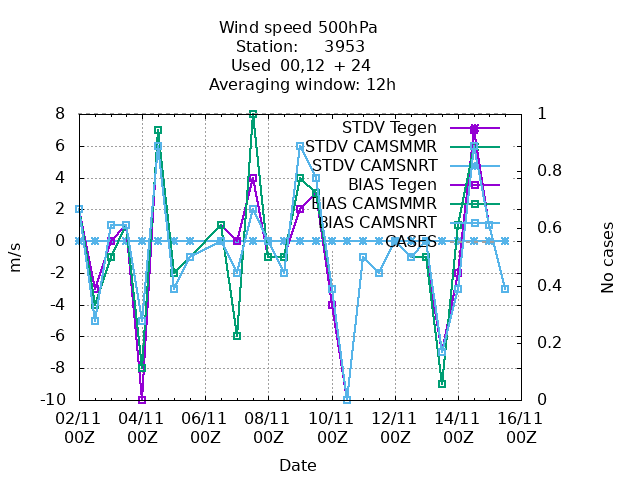 Wind speed 500hPa
Station: 3953
Used 00,12 + 24
Averaging window: 12h
8
6
4
2
0
-2
-4
-6
-8
-10
m/s
1
0.8
0.6
0.4
0.2
0
No cases
STDV Tegen
STDV CAMSMMR
STDV CAMSNRT
BIAS Tegen
BIAS CAMSMMR
BIAS CAMSNRT
CASES
02/11 04/11 06/11 08/11 10/11 12/11 14/11 16/11
00Z 00Z 00Z 00Z 00Z 00Z 00Z 00Z
Date